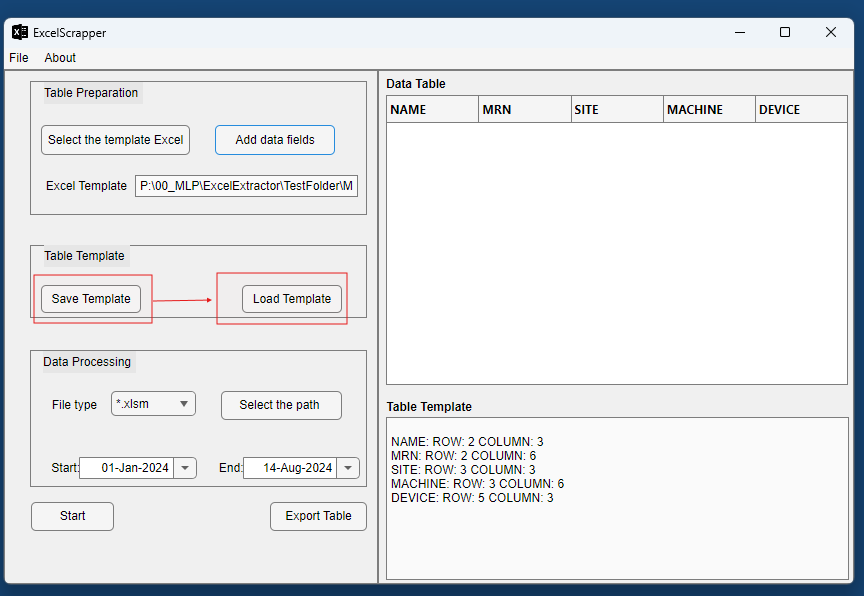 ExcelScrapper
File About
Table Preparation
Select the template Excel Add data fields
Excel Template P:\00_MLP\ExcelExtractor\TestFolder\M
Table Template
Save Template Load Template
Data Processing
File type *.xlsm Select the path
Start: 01-Jan-2024 End: 14-Aug-2024
Start Export Table
Data Table
NAME MRN SITE MACHINE DEVICE
Table Template
NAME: ROW: 2 COLUMN: 3
MRN: ROW: 2 COLUMN: 6
SITE: ROW: 3 COLUMN: 3
MACHINE: ROW: 3 COLUMN: 6
DEVICE: ROW: 5 COLUMN: 3